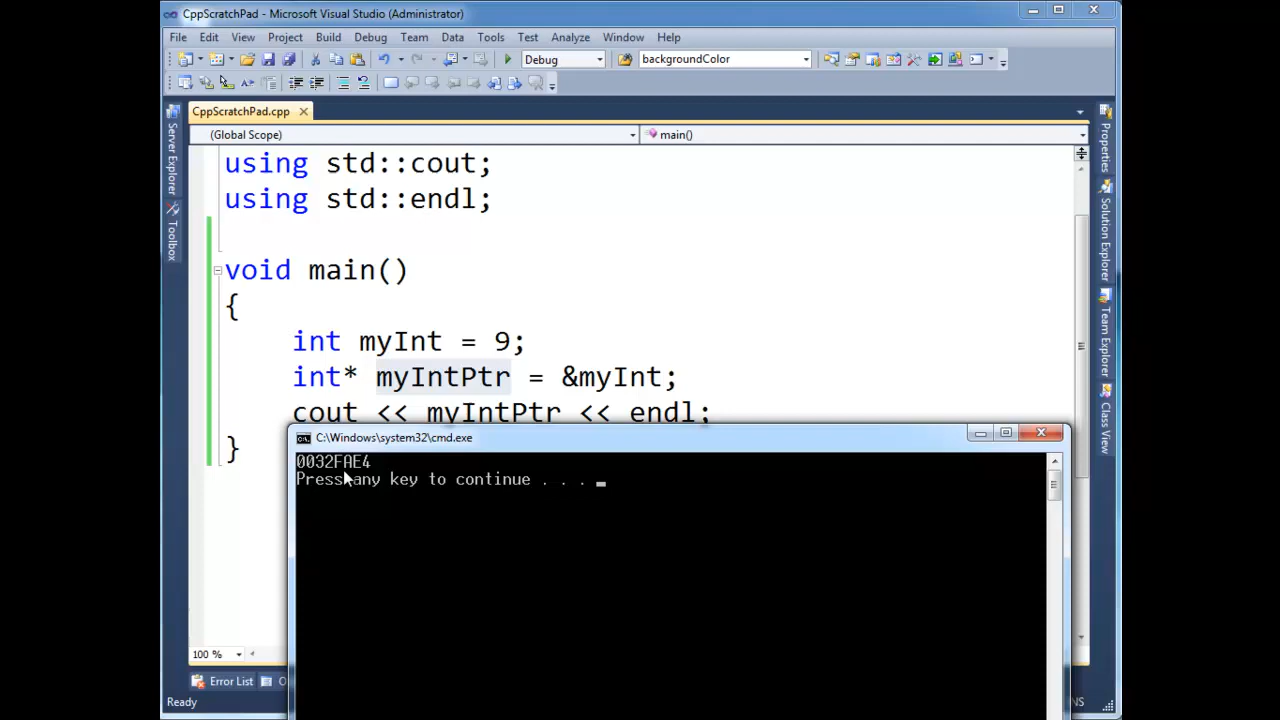 CppScratchPad - Microsoft Visual Studio (Administrator)
File Edit View Project Build Debug Team Data Tools Test Analyze Window Help
Debug backgroundColor
CppScratchPad.cpp
(Global Scope) main()
Server Explorer
Toolbox
Properties
Solution Explorer
Team Explorer
Class View
using std::cout;
using std::endl;
void main()
{
int myInt = 9;
int* myIntPtr = &myInt;
cout << myIntPtr << endl;
}
C:\Windows\system32\cmd.exe
0032FAE4
Press any key to continue . . .
100 %
Error List
Ready